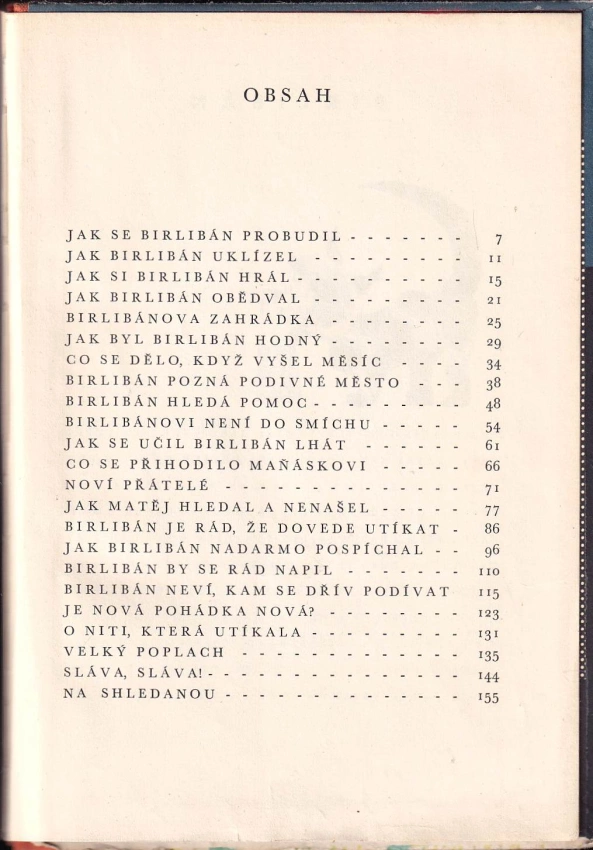 OBSAH
JAK SE BIRLIBÁN PROBUDIL - - - - - - - 7
JAK BIRLIBÁN UKLÍZEL - - - - - - - - - 11
JAK SI BIRLIBÁN HRÁL - - - - - - - - - 15
JAK BIRLIBÁN OBĚDVAL - - - - - - - - - 21
BIRLIBÁNOVA ZAHRÁDKA - - - - - - - - 25
JAK BYL BIRLIBÁN HODNÝ - - - - - - - - 29
CO SE DĚLO, KDYŽ VYŠEL MĚSÍC - - - - 34
BIRLIBÁN POZNÁ PODIVNÉ MĚSTO - - - 38
BIRLIBÁN HLEDÁ POMOC - - - - - - - - - 48
BIRLIBÁNOVI NENÍ DO SMÍCHU - - - - - 54
JAK SE UČIL BIRLIBÁN LHÁT - - - - - - 61
CO SE PŘIHODILO MAŇÁSKOVI - - - - - 66
NOVÍ PŘÁTELÉ - - - - - - - - - - - - - - 71
JAK MATĚJ HLEDAL A NENAŠEL - - - - - 77
BIRLIBÁN JE RÁD, ŽE DOVEDE UTÍKAT - 86
JAK BIRLIBÁN NADARMO POSPÍCHAL - - 96
BIRLIBÁN BY SE RÁD NAPIL - - - - - - - 110
BIRLIBÁN NEVÍ, KAM SE DŘÍV PODÍVAT 115
JE NOVÁ POHÁDKA NOVÁ? - - - - - - - - 123
O NITI, KTERÁ UTÍKALA - - - - - - - - - 131
VELKÝ POPLACH - - - - - - - - - - - - - 135
SLÁVA, SLÁVA! - - - - - - - - - - - - - - - 144
NA SHLEDANOU - - - - - - - - - - - - - - 155